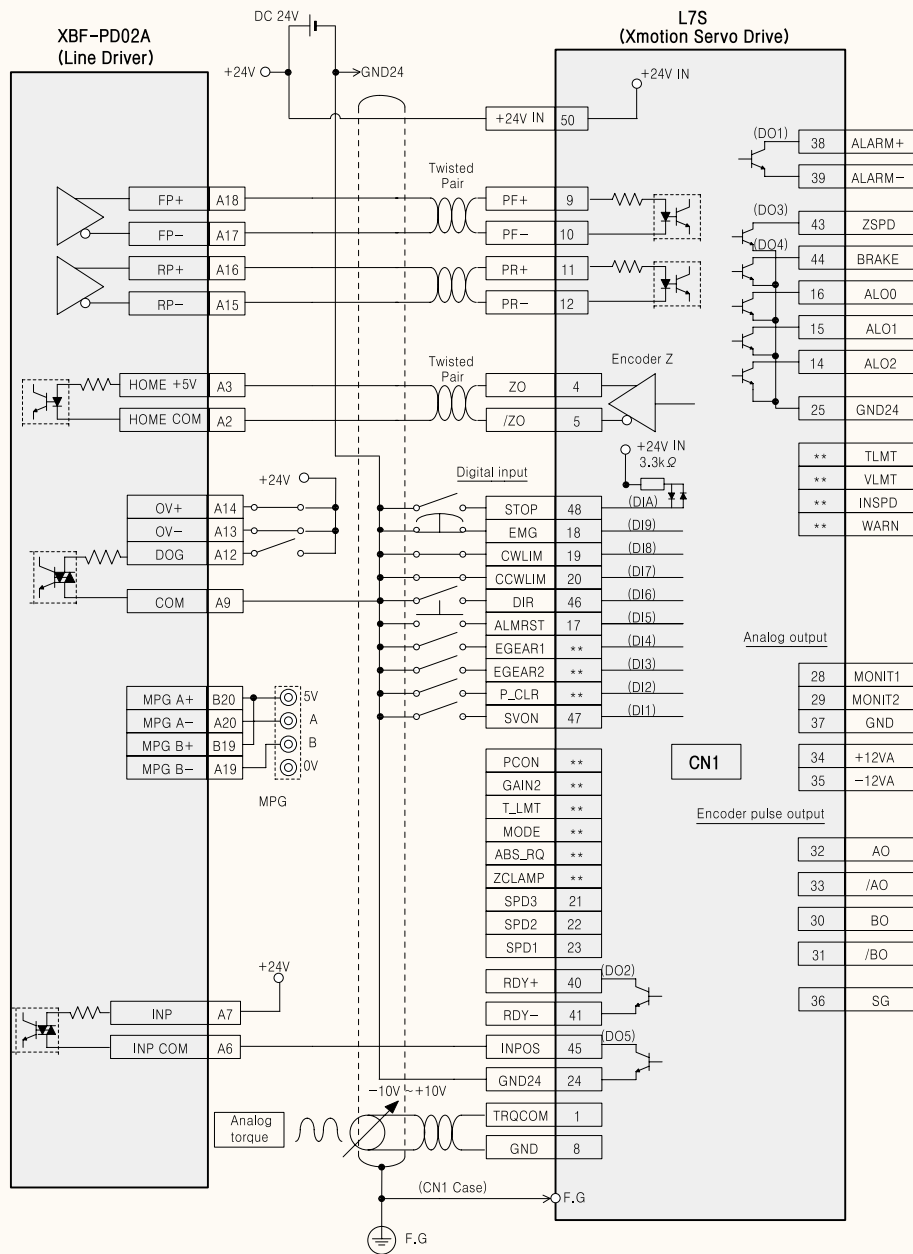 DC 24V
XBF-PD02A
(Line Driver)
L7S
(Xmotion Servo Drive)
+24V
GND24
+24V IN
+24V IN 50
(DO1)
38 ALARM+
39 ALARM-
Twisted
Pair
FP+ A18
PF+ 9
FP- A17
PF- 10
(DO3)
43 ZSPD
(DO4)
44 BRAKE
RP+ A16
PR+ 11
RP- A15
PR- 12
16 ALO0
15 ALO1
14 ALO2
25 GND24
Twisted
Pair
Encoder Z
HOME +5V A3
ZO 4
HOME COM A2
/ZO 5
+24V IN
3.3kΩ
** TLMT
** VLMT
** INSPD
** WARN
+24V
Digital input
OV+ A14
OV- A13
DOG A12
COM A9
STOP 48 (DIA)
EMG 18 (DI9)
CWLIM 19 (DI8)
CCWLIM 20 (DI7)
DIR 46 (DI6)
ALMRST 17 (DI5)
EGEAR1 ** (DI4)
EGEAR2 ** (DI3)
P_CLR ** (DI2)
SVON 47 (DI1)
Analog output
28 MONIT1
29 MONIT2
37 GND
34 +12VA
35 -12VA
MPG A+ B20
MPG A- A20
MPG B+ B19
MPG B- A19
5V
A
B
0V
MPG
CN1
PCON **
GAIN2 **
T_LMT **
MODE **
ABS_RQ **
ZCLAMP **
SPD3 21
SPD2 22
SPD1 23
Encoder pulse output
32 AO
33 /AO
30 BO
31 /BO
36 SG
+24V
RDY+ 40 (DO2)
RDY- 41
INP A7
INP COM A6
INPOS 45 (DO5)
GND24 24
-10V ~ +10V
Analog
torque
TRQCOM 1
GND 8
(CN1 Case)
F.G
F.G